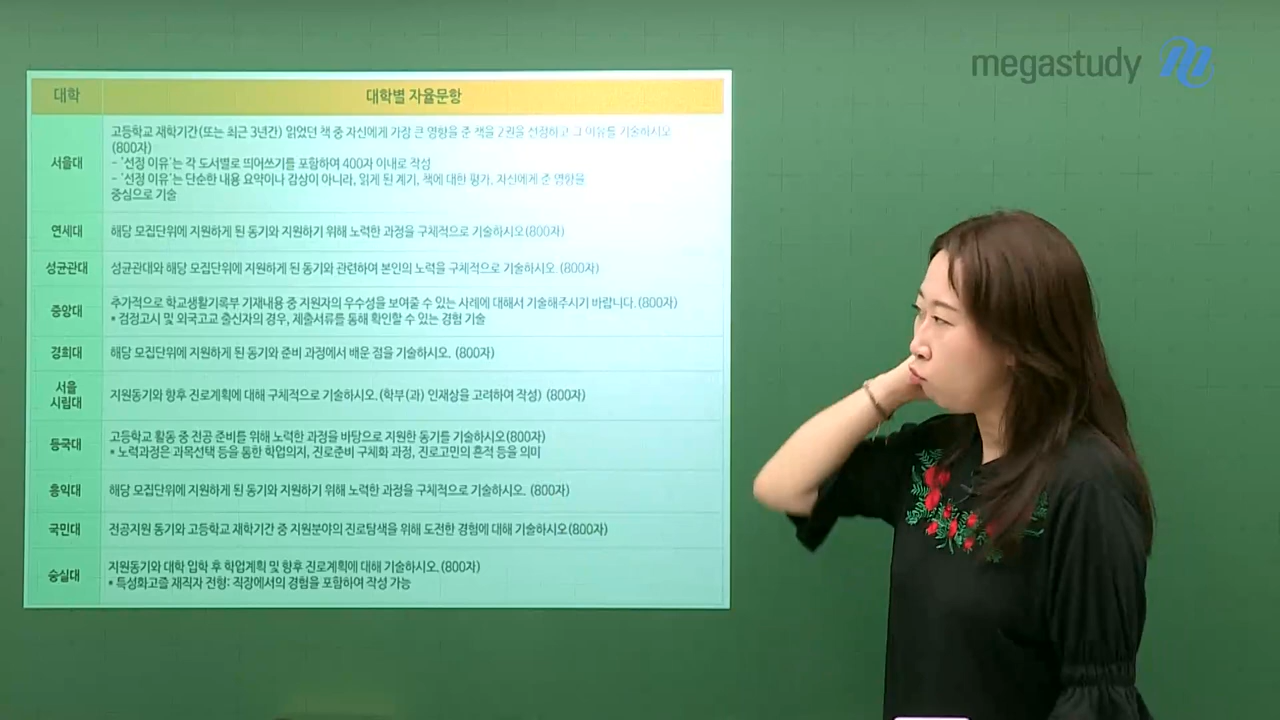 megastudy
대학 대학별 자율문항
서울대
고등학교 재학기간(또는 최근 3년간) 읽었던 책 중 자신에게 가장 큰 영향을 준 책을 2권을 선정하고 그 이유를 기술하시오
(800자)
- '선정 이유'는 각 도서별로 띄어쓰기를 포함하여 400자 이내로 작성
- '선정 이유'는 단순한 내용 요약이나 감상이 아니라, 읽게 된 계기, 책에 대한 평가, 자신에게 준 영향을
중심으로 기술
연세대 해당 모집단위에 지원하게 된 동기와 지원하기 위해 노력한 과정을 구체적으로 기술하시오(800자)
성균관대 성균관대와 해당 모집단위에 지원하게 된 동기와 관련하여 본인의 노력을 구체적으로 기술하시오. (800자)
중앙대
추가적으로 학교생활기록부 기재내용 중 지원자의 우수성을 보여줄 수 있는 사례에 대해서 기술해주시기 바랍니다. (800자)
* 검정고시 및 외국고교 출신자의 경우, 제출서류를 통해 확인할 수 있는 경험 기술
경희대 해당 모집단위에 지원하게 된 동기와 준비 과정에서 배운 점을 기술하시오. (800자)
서울
시립대
지원동기와 향후 진로계획에 대해 구체적으로 기술하시오. (학부(과) 인재상을 고려하여 작성) (800자)
동국대
고등학교 활동 중 전공 준비를 위해 노력한 과정을 바탕으로 지원한 동기를 기술하시오(800자)
* 노력과정은 과목선택 등을 통한 학업의지, 진로준비 구체화 과정, 진로고민의 흔적 등을 의미
홍익대 해당 모집단위에 지원하게 된 동기와 지원하기 위해 노력한 과정을 구체적으로 기술하시오. (800자)
국민대 전공지원 동기와 고등학교 재학기간 중 지원분야의 진로탐색을 위해 도전한 경험에 대해 기술하시오(800자)
숭실대
지원동기와 대학 입학 후 학업계획 및 향후 진로계획에 대해 기술하시오. (800자)
* 특성화고졸 재직자 전형: 직장에서의 경험을 포함하여 작성 가능